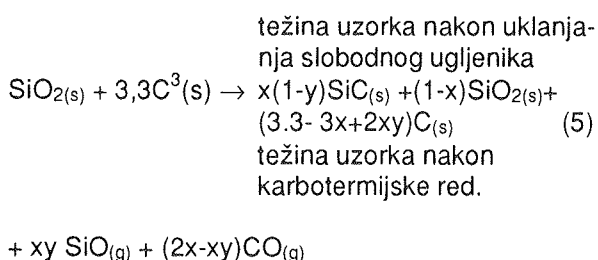 težina uzorka nakon uklanja-
nja slobodnog ugljenika
SiO2(s) + 3,3C³(s) → x(1-y)SiC(s) +(1-x)SiO2(s)+
(3.3- 3x+2xy)C(s) (5)
težina uzorka nakon
karbotermijske red.
+ xy SiO(g) + (2x-xy)CO(g)